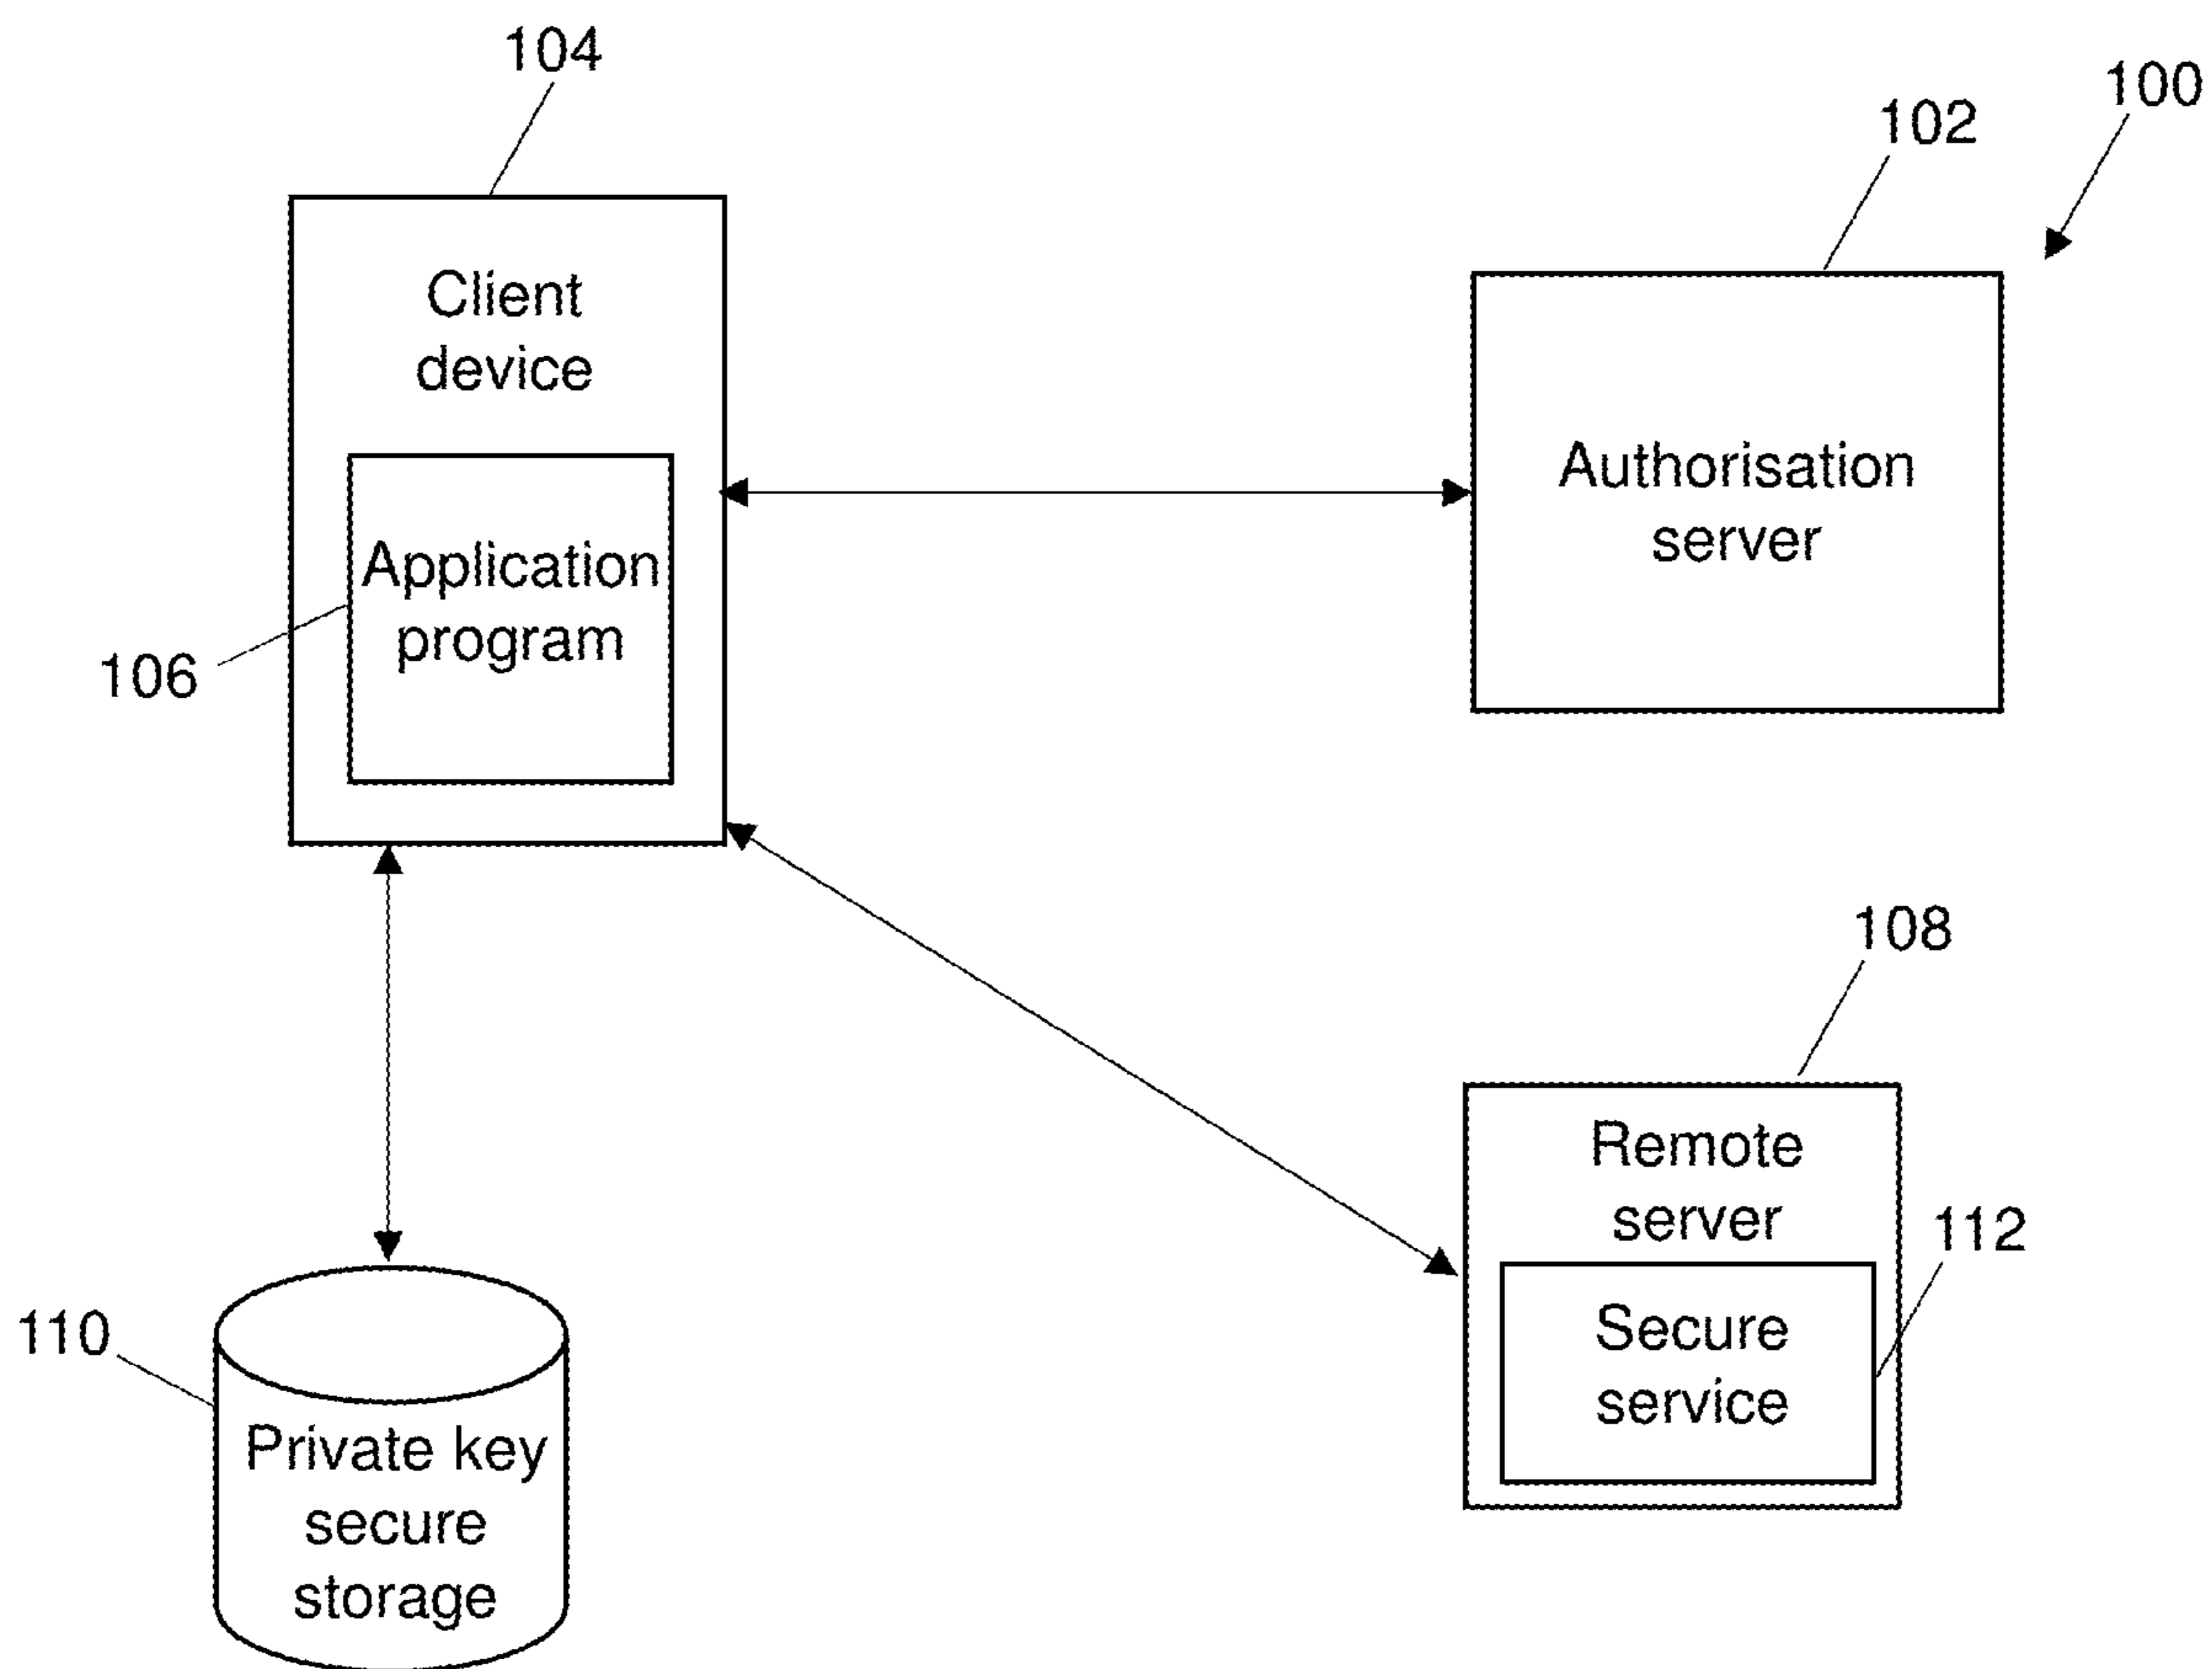 104
100
102
Client
device
Authorisation
server
Application
program
106
108
Remote
server
112
110
Secure
service
Private key
secure
storage